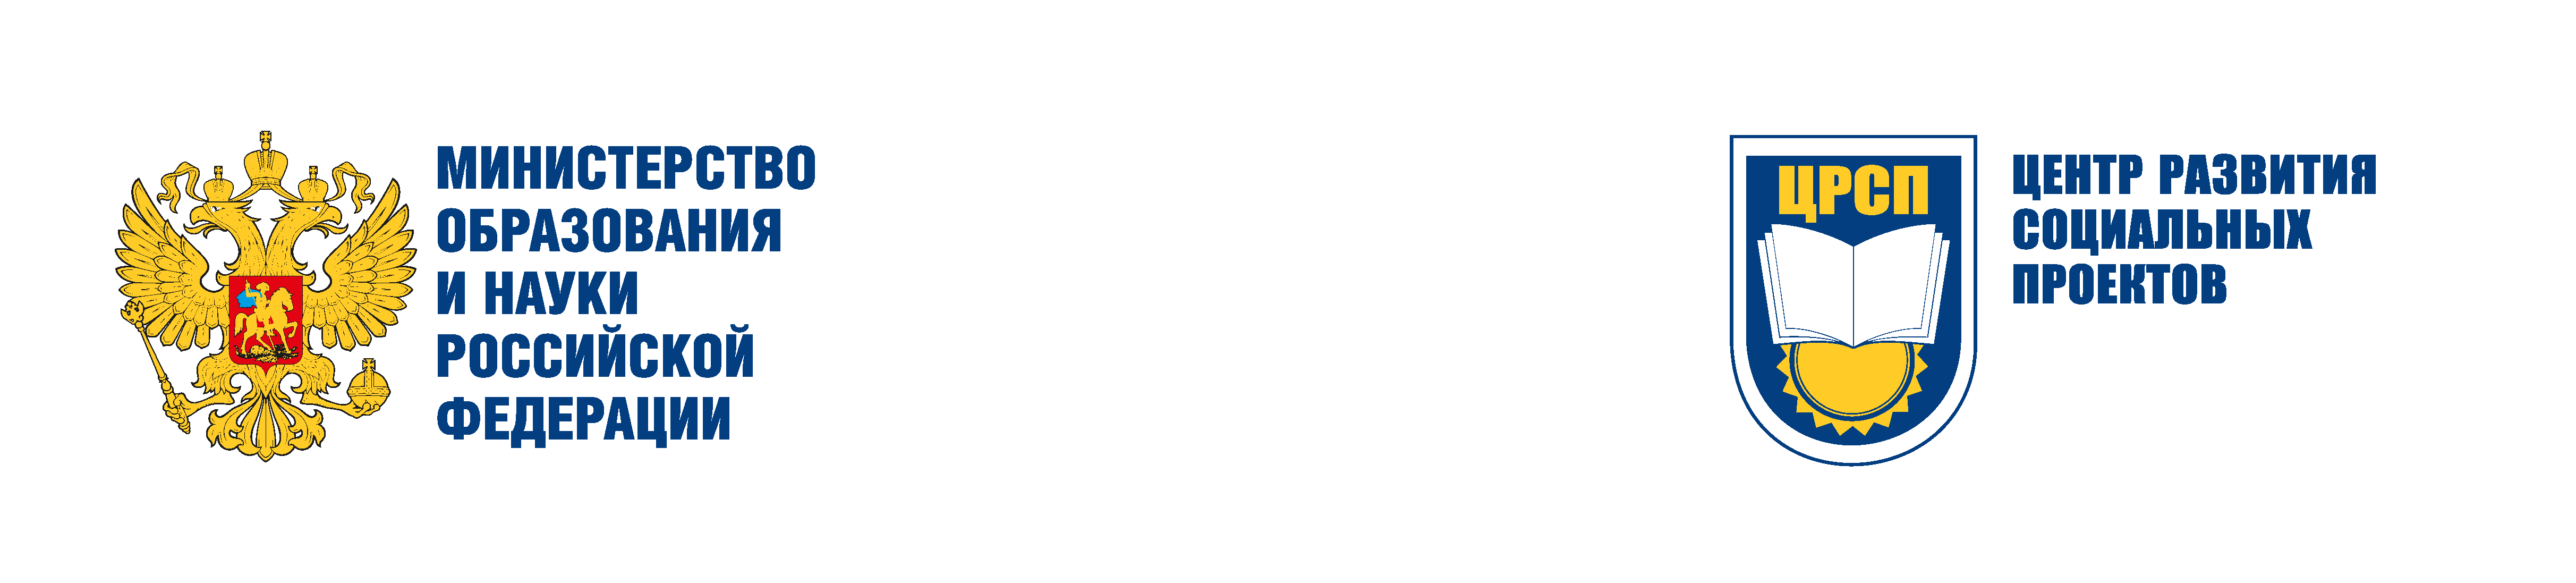 МИНИСТЕРСТВО
ОБРАЗОВАНИЯ
И НАУКИ
РОССИЙСКОЙ
ФЕДЕРАЦИИ
ЦРСП
ЦЕНТР РАЗВИТИЯ
СОЦИАЛЬНЫХ
ПРОЕКТОВ